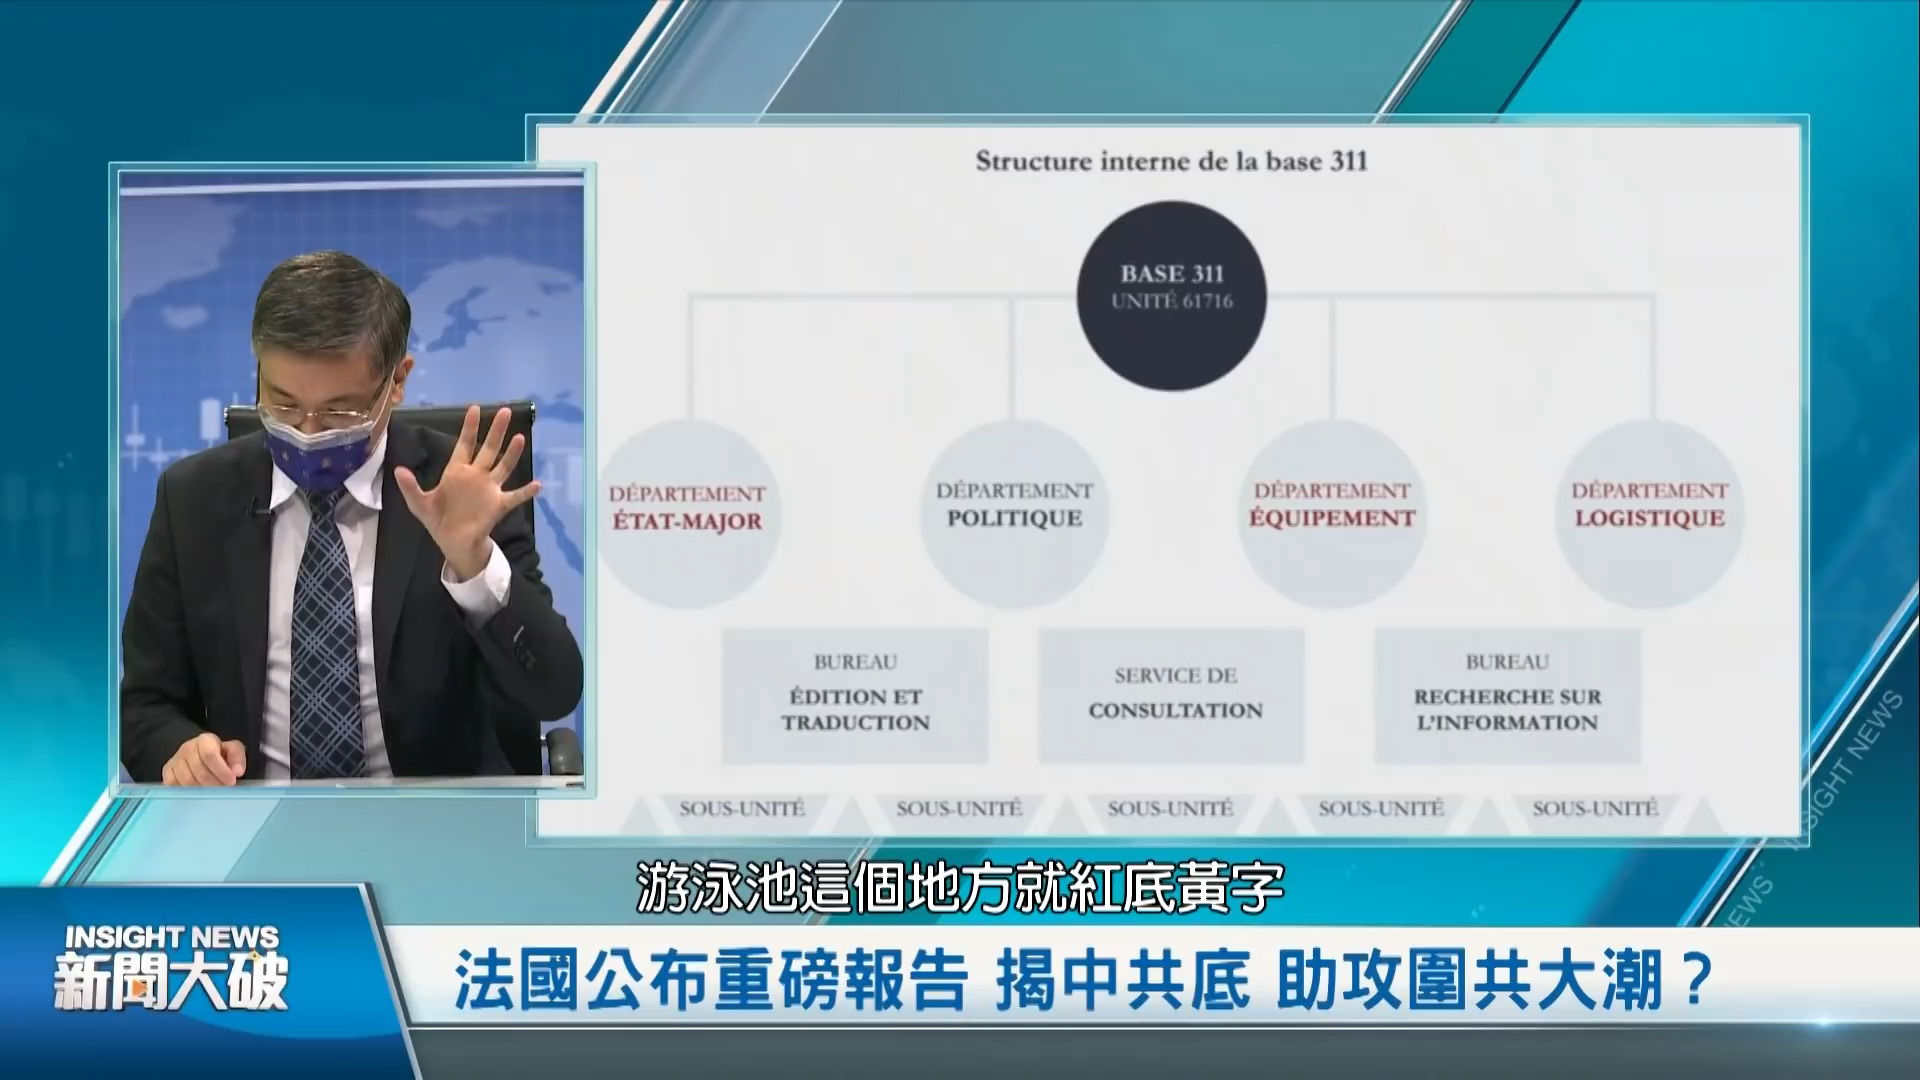 Structure interne de la base 311
BASE 311
UNITÉ 61716
DÉPARTEMENT
ÉTAT-MAJOR
DÉPARTEMENT
POLITIQUE
DÉPARTEMENT
ÉQUIPEMENT
DÉPARTEMENT
LOGISTIQUE
BUREAU
ÉDITION ET
TRADUCTION
SERVICE DE
CONSULTATION
BUREAU
RECHERCHE SUR
L'INFORMATION
SOUS-UNITÉ
SOUS-UNITÉ
SOUS-UNITÉ
SOUS-UNITÉ
SOUS-UNITÉ
INSIGHT NEWS
NEWS
游泳池這個地方就紅底黃字
INSIGHT NEWS
新聞大破
法國公布重磅報告 揭中共底 助攻圍共大潮？